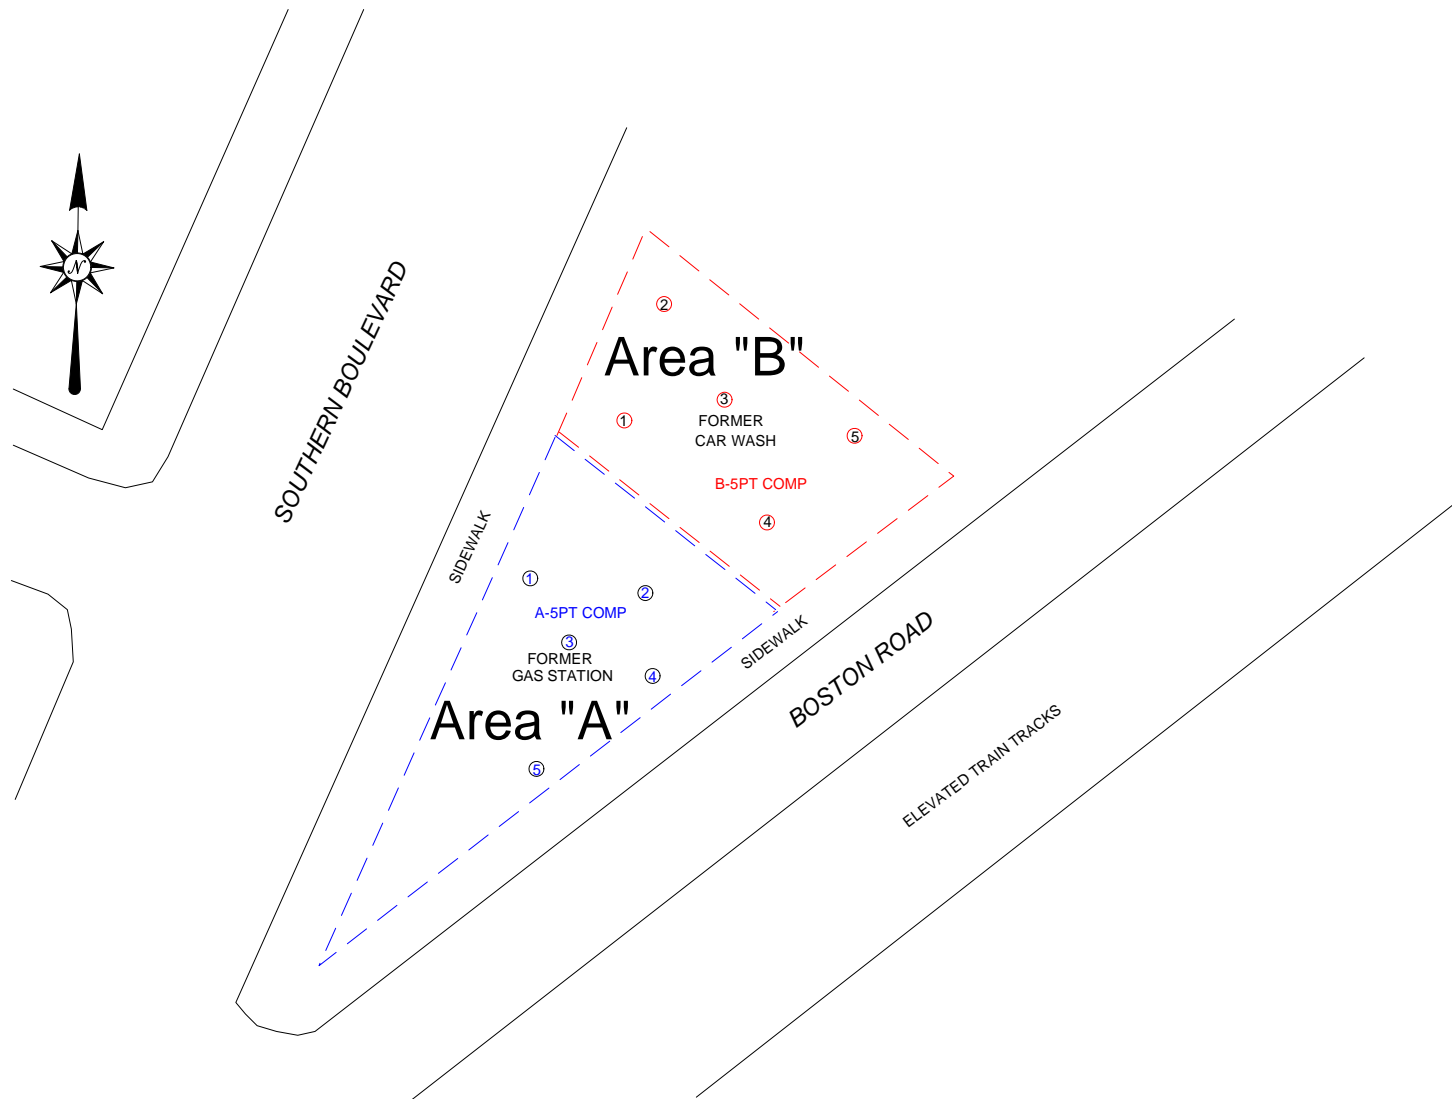 N
SOUTHERN BOULEVARD
2
Area "B"
3
1
FORMER
CAR WASH
5
B-5PT COMP
4
SIDEWALK
1
2
A-5PT COMP
3
FORMER
GAS STATION
4
Area "A"
5
SIDEWALK
BOSTON ROAD
ELEVATED TRAIN TRACKS